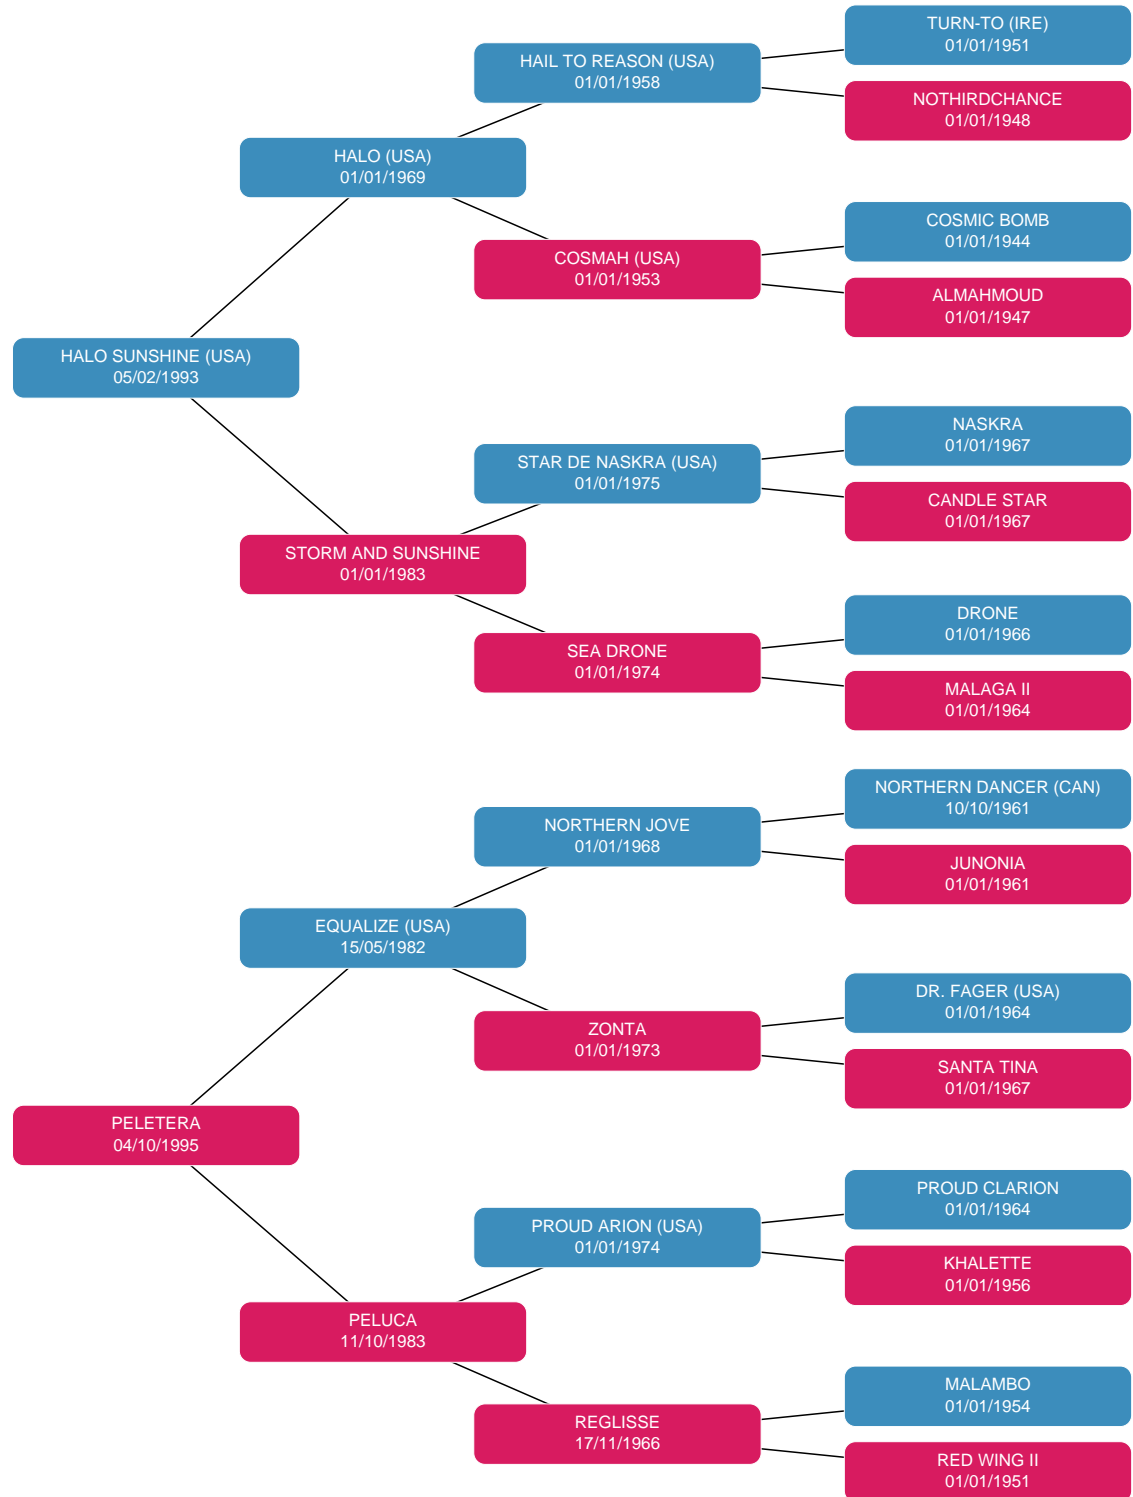 TURN-TO (IRE)
01/01/1951
HAIL TO REASON (USA)
01/01/1958
NOTHIRDCHANCE
01/01/1948
HALO (USA)
01/01/1969
COSMIC BOMB
01/01/1944
COSMAH (USA)
01/01/1953
ALMAHMOUD
01/01/1947
HALO SUNSHINE (USA)
05/02/1993
NASKRA
01/01/1967
STAR DE NASKRA (USA)
01/01/1975
CANDLE STAR
01/01/1967
STORM AND SUNSHINE
01/01/1983
DRONE
01/01/1966
SEA DRONE
01/01/1974
MALAGA II
01/01/1964
NORTHERN DANCER (CAN)
10/10/1961
NORTHERN JOVE
01/01/1968
JUNONIA
01/01/1961
EQUALIZE (USA)
15/05/1982
DR. FAGER (USA)
01/01/1964
ZONTA
01/01/1973
SANTA TINA
01/01/1967
PELETERA
04/10/1995
PROUD CLARION
01/01/1964
PROUD ARION (USA)
01/01/1974
KHALETTE
01/01/1956
PELUCA
11/10/1983
MALAMBO
01/01/1954
REGLISSE
17/11/1966
RED WING II
01/01/1951